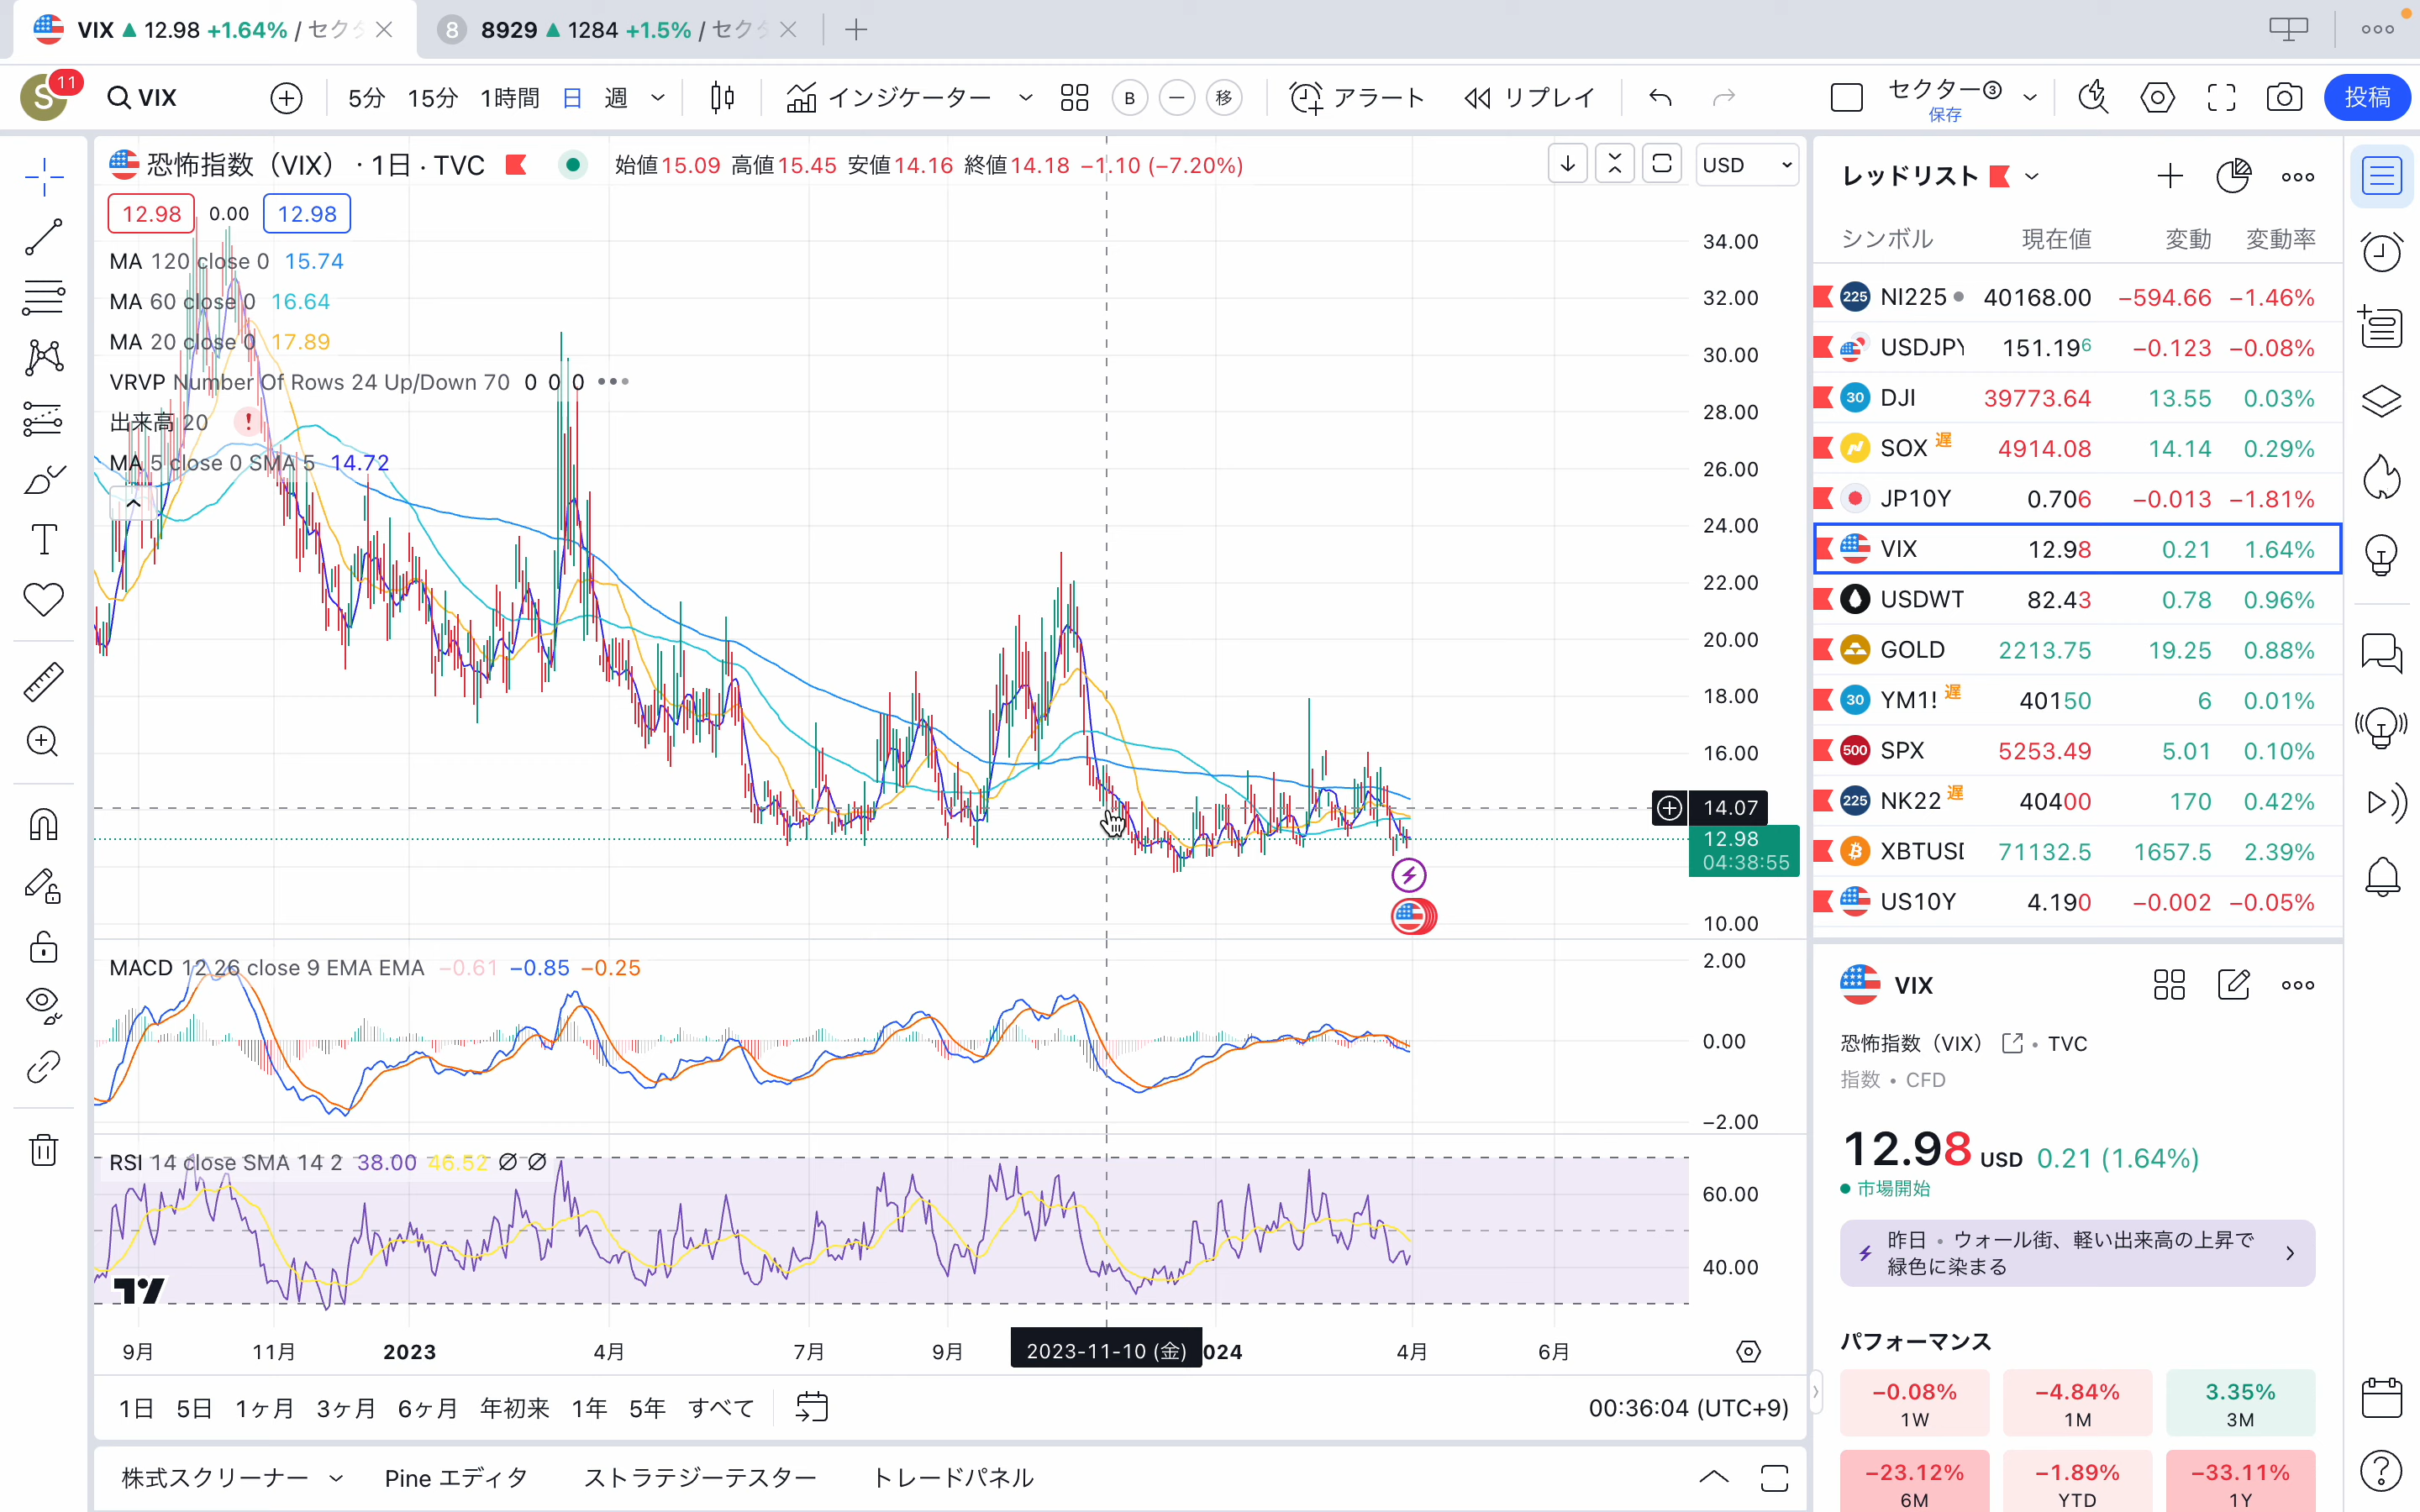 VIX ▲ 12.98 +1.64% / セク
8 8929 ▲ 1284 +1.5% / セク
S 11
VIX
5分 15分 1時間 日 週
インジケーター
B 移
アラート リプレイ
セクター③
保存
投稿
恐怖指数（VIX）· 1日 · TVC 始値15.09 高値15.45 安値14.16 終値14.18 −1.10 (−7.20%)
USD
12.98 0.00 12.98
MA 120 close 0 15.74
MA 60 close 0 16.64
MA 20 close 0 17.89
VRVP Number Of Rows 24 Up/Down 70 0 0 0
出来高 20 !
MA 5 close 0 SMA 5 14.72
34.00
32.00
30.00
28.00
26.00
24.00
22.00
20.00
18.00
16.00
14.07
12.98
04:38:55
10.00
MACD 12 26 close 9 EMA EMA −0.61 −0.85 −0.25
2.00
0.00
−2.00
RSI 14 close SMA 14 2 38.00 46.52 ∅ ∅
60.00
40.00
9月 11月 2023 4月 7月 9月 2023-11-10 (金) 024 4月 6月
1日 5日 1ヶ月 3ヶ月 6ヶ月 年初来 1年 5年 すべて
00:36:04 (UTC+9)
株式スクリーナー Pine エディタ ストラテジーテスター トレードパネル
レッドリスト
シンボル 現在値 変動 変動率
225 NI225 40168.00 −594.66 −1.46%
USDJPY 151.196 −0.123 −0.08%
30 DJI 39773.64 13.55 0.03%
SOX 遅 4914.08 14.14 0.29%
JP10Y 0.706 −0.013 −1.81%
VIX 12.98 0.21 1.64%
USDWT 82.43 0.78 0.96%
GOLD 2213.75 19.25 0.88%
30 YM1! 遅 40150 6 0.01%
500 SPX 5253.49 5.01 0.10%
225 NK22 遅 40400 170 0.42%
XBTUSD 71132.5 1657.5 2.39%
US10Y 4.190 −0.002 −0.05%
VIX
恐怖指数（VIX） • TVC
指数 • CFD
12.98 USD 0.21 (1.64%)
市場開始
昨日 • ウォール街、軽い出来高の上昇で
緑色に染まる
パフォーマンス
−0.08% −4.84% 3.35%
1W 1M 3M
−23.12% −1.89% −33.11%
6M YTD 1Y